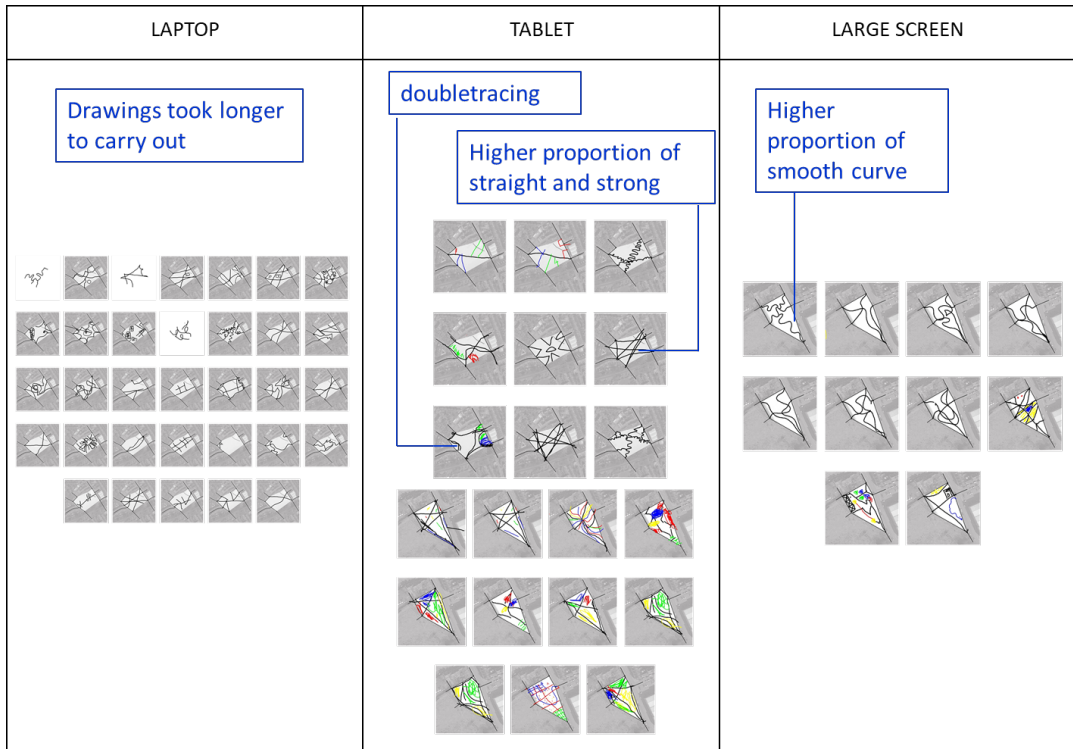 LAPTOP
TABLET
LARGE SCREEN
Drawings took longer
to carry out
doubletracing
Higher proportion of
straight and strong
Higher
proportion of
smooth curve